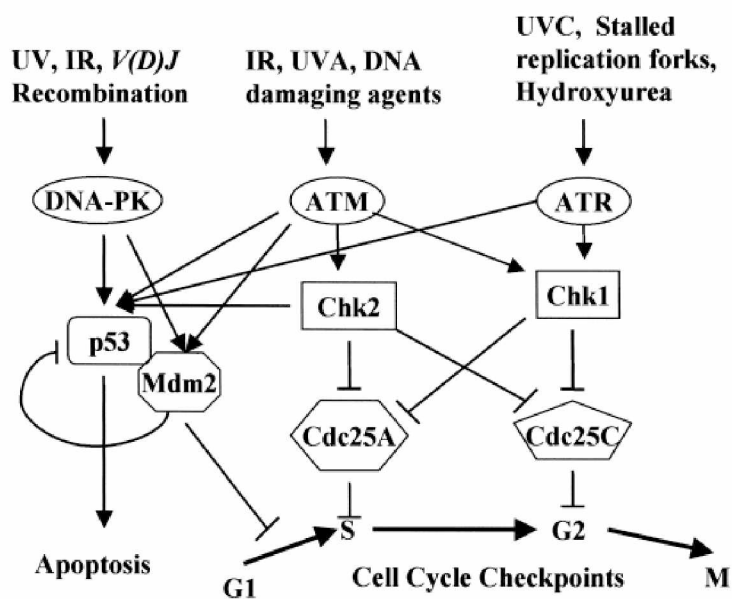 UV, IR, V(D)J
Recombination
IR, UVA, DNA
damaging agents
UVC, Stalled
replication forks,
Hydroxyurea
DNA-PK
ATM
ATR
p53
Mdm2
Chk2
Chk1
Cdc25A
Cdc25C
Apoptosis
G1
S
G2
M
Cell Cycle Checkpoints